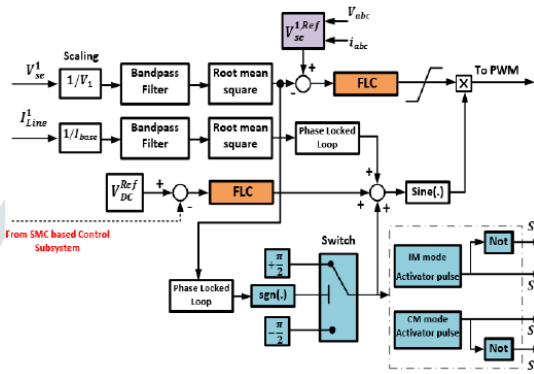 V_abc
V_se^{1,Ref}
i_abc
Scaling
V_se^1
1/V_1
Bandpass
Filter
Root mean
square
+
-
FLC
To PWM
×
I_Line^1
1/I_base
Bandpass
Filter
Root mean
square
Phase Locked
Loop
+
V_DC^Ref
+
-
FLC
+
+
Sine(.)
From SMC based Control
Subsystem
Switch
+π/2
Phase Locked
Loop
sgn(.)
-π/2
IM mode
Activator pulse
Not
S
S
CM mode
Activator pulse
Not
S
S